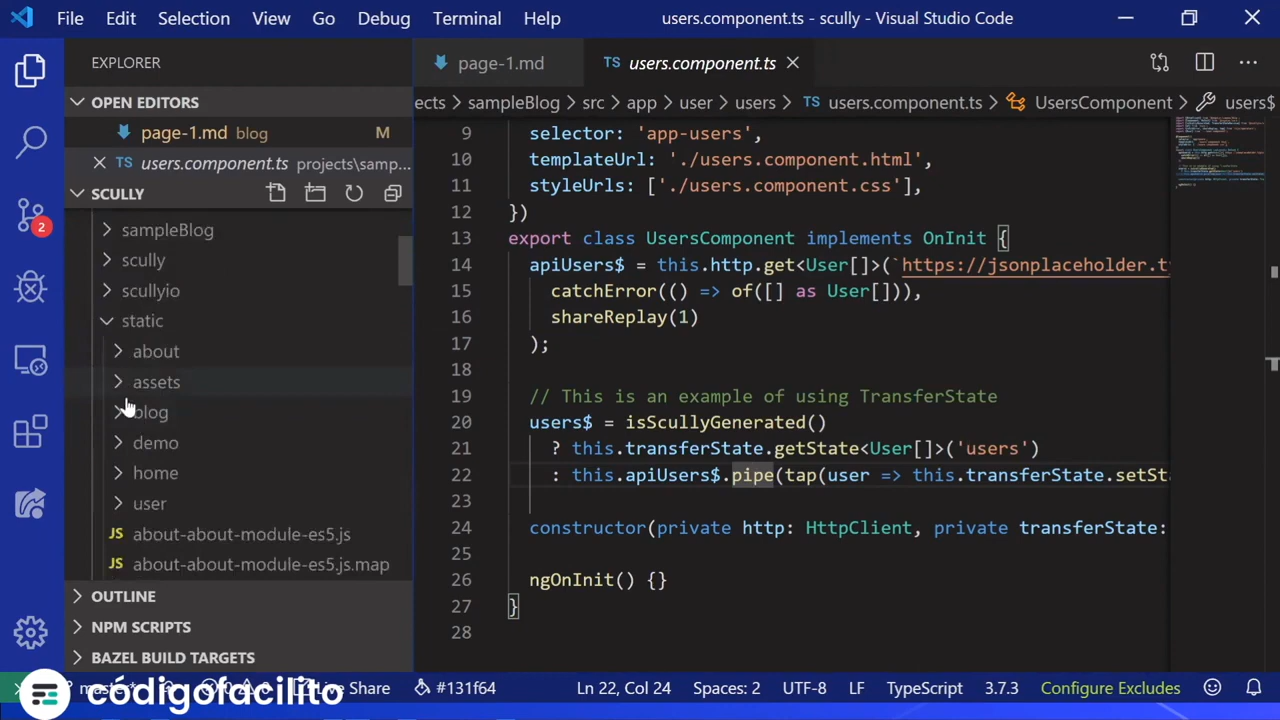 File Edit Selection View Go Debug Terminal Help users.component.ts - scully - Visual Studio Code
EXPLORER
OPEN EDITORS
page-1.md blog M
users.component.ts projects\samp...
SCULLY
sampleBlog
scully
scullyio
static
about
assets
blog
demo
home
user
about-about-module-es5.js
about-about-module-es5.js.map
OUTLINE
NPM SCRIPTS
BAZEL BUILD TARGETS
2
page-1.md
TS users.component.ts
ects > sampleBlog > src > app > user > users > TS users.component.ts > UsersComponent > users$
9 selector: 'app-users',
10 templateUrl: './users.component.html',
11 styleUrls: ['./users.component.css'],
12 })
13 export class UsersComponent implements OnInit {
14 apiUsers$ = this.http.get<User[]>(`https://jsonplaceholder.ty
15 catchError(() => of([] as User[])),
16 shareReplay(1)
17 );
18
19 // This is an example of using TransferState
20 users$ = isScullyGenerated()
21 ? this.transferState.getState<User[]>('users')
22 : this.apiUsers$.pipe(tap(user => this.transferState.setSta
23
24 constructor(private http: HttpClient, private transferState:
25
26 ngOnInit() {}
27 }
28
master* Live Share #131f64 Ln 22, Col 24 Spaces: 2 UTF-8 LF TypeScript 3.7.3 Configure Excludes
códigofacilito